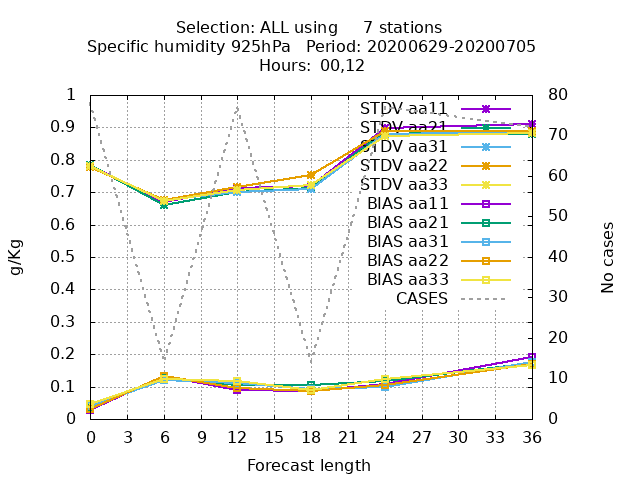 Selection: ALL using     7 stations
Specific humidity 925hPa   Period: 20200629-20200705
Hours:  00,12
g/Kg
1
0.9
0.8
0.7
0.6
0.5
0.4
0.3
0.2
0.1
0
STDV aa11
STDV aa21
STDV aa31
STDV aa22
STDV aa33
BIAS aa11
BIAS aa21
BIAS aa31
BIAS aa22
BIAS aa33
CASES
80
70
60
50
40
30
20
10
0
No cases
0 3 6 9 12 15 18 21 24 27 30 33 36
Forecast length